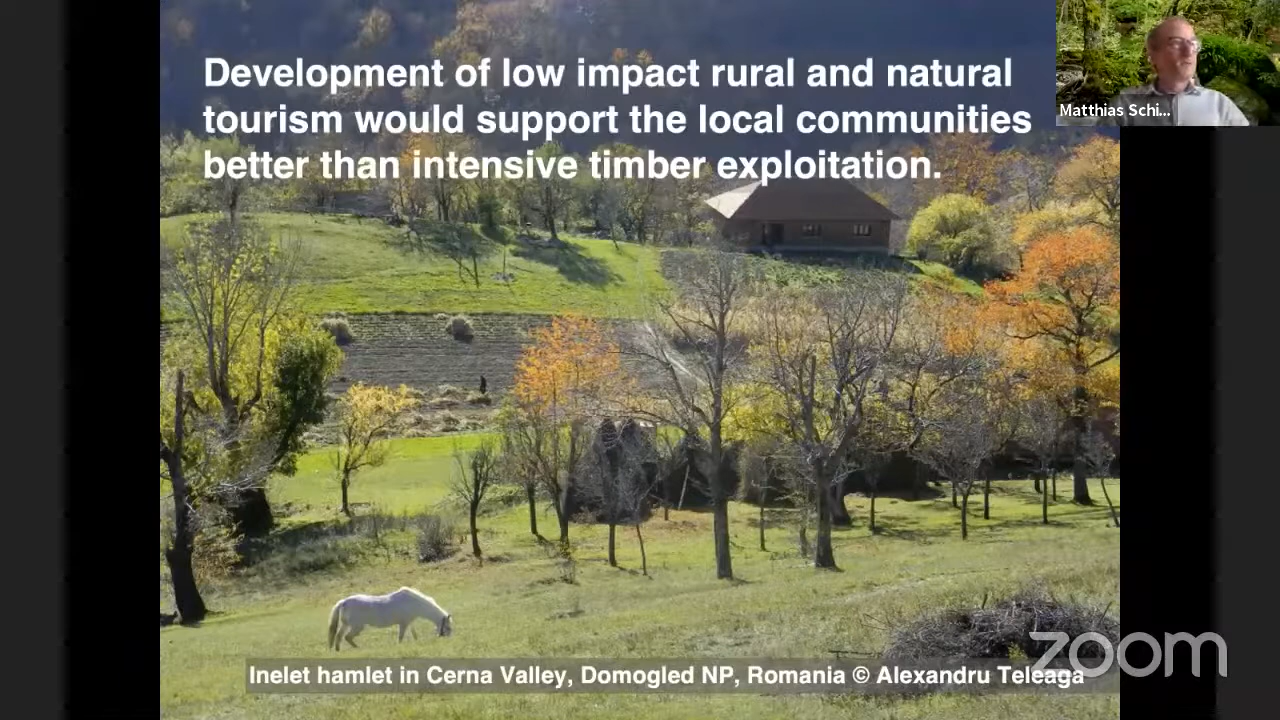 Development of low impact rural and natural
tourism would support the local communities
better than intensive timber exploitation.
Matthias Schi...
Inelet hamlet in Cerna Valley, Domogled NP, Romania © Alexandru Teleaga
zoom